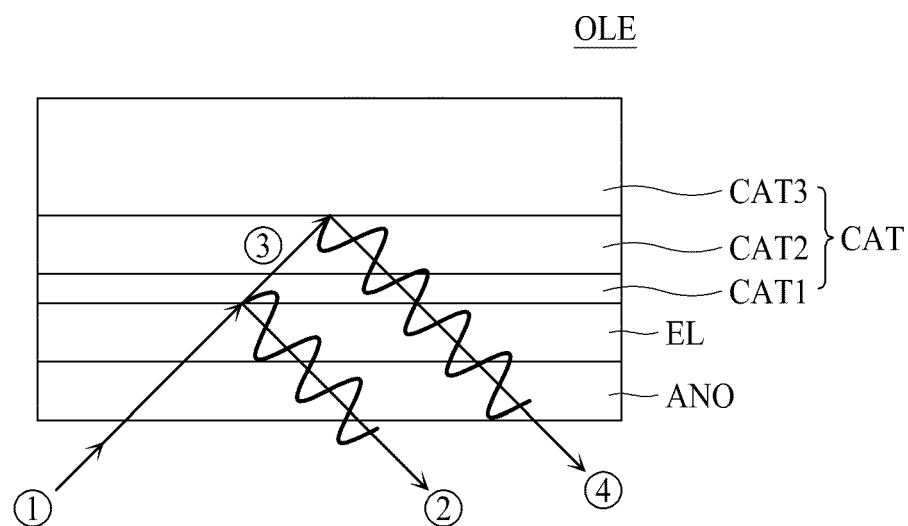 OLE
CAT3
CAT2
CAT
CAT1
EL
ANO
③
①
②
④